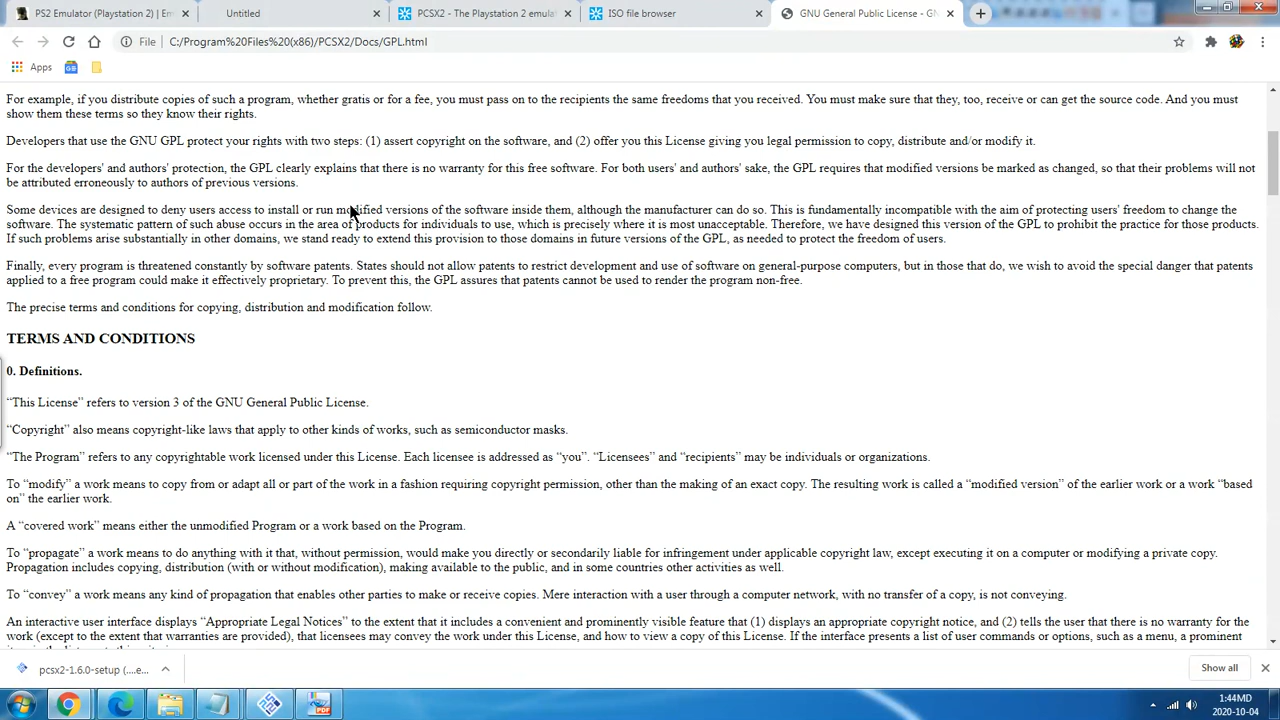 PS2 Emulator (Playstation 2) | Em
Untitled
PCSX2 - The Playstation 2 emulat
ISO file browser
GNU General Public License - GN
File
C:/Program%20Files%20(x86)/PCSX2/Docs/GPL.html
Apps
For example, if you distribute copies of such a program, whether gratis or for a fee, you must pass on to the recipients the same freedoms that you received. You must make sure that they, too, receive or can get the source code. And you must
show them these terms so they know their rights.
Developers that use the GNU GPL protect your rights with two steps: (1) assert copyright on the software, and (2) offer you this License giving you legal permission to copy, distribute and/or modify it.
For the developers' and authors' protection, the GPL clearly explains that there is no warranty for this free software. For both users' and authors' sake, the GPL requires that modified versions be marked as changed, so that their problems will not
be attributed erroneously to authors of previous versions.
Some devices are designed to deny users access to install or run modified versions of the software inside them, although the manufacturer can do so. This is fundamentally incompatible with the aim of protecting users' freedom to change the
software. The systematic pattern of such abuse occurs in the area of products for individuals to use, which is precisely where it is most unacceptable. Therefore, we have designed this version of the GPL to prohibit the practice for those products.
If such problems arise substantially in other domains, we stand ready to extend this provision to those domains in future versions of the GPL, as needed to protect the freedom of users.
Finally, every program is threatened constantly by software patents. States should not allow patents to restrict development and use of software on general-purpose computers, but in those that do, we wish to avoid the special danger that patents
applied to a free program could make it effectively proprietary. To prevent this, the GPL assures that patents cannot be used to render the program non-free.
The precise terms and conditions for copying, distribution and modification follow.
TERMS AND CONDITIONS
0. Definitions.
“This License” refers to version 3 of the GNU General Public License.
“Copyright” also means copyright-like laws that apply to other kinds of works, such as semiconductor masks.
“The Program” refers to any copyrightable work licensed under this License. Each licensee is addressed as “you”. “Licensees” and “recipients” may be individuals or organizations.
To “modify” a work means to copy from or adapt all or part of the work in a fashion requiring copyright permission, other than the making of an exact copy. The resulting work is called a “modified version” of the earlier work or a work “based
on” the earlier work.
A “covered work” means either the unmodified Program or a work based on the Program.
To “propagate” a work means to do anything with it that, without permission, would make you directly or secondarily liable for infringement under applicable copyright law, except executing it on a computer or modifying a private copy.
Propagation includes copying, distribution (with or without modification), making available to the public, and in some countries other activities as well.
To “convey” a work means any kind of propagation that enables other parties to make or receive copies. Mere interaction with a user through a computer network, with no transfer of a copy, is not conveying.
An interactive user interface displays “Appropriate Legal Notices” to the extent that it includes a convenient and prominently visible feature that (1) displays an appropriate copyright notice, and (2) tells the user that there is no warranty for the
work (except to the extent that warranties are provided), that licensees may convey the work under this License, and how to view a copy of this License. If the interface presents a list of user commands or options, such as a menu, a prominent
pcsx2-1.6.0-setup (....e...
Show all
PDF
1:44MD
2020-10-04